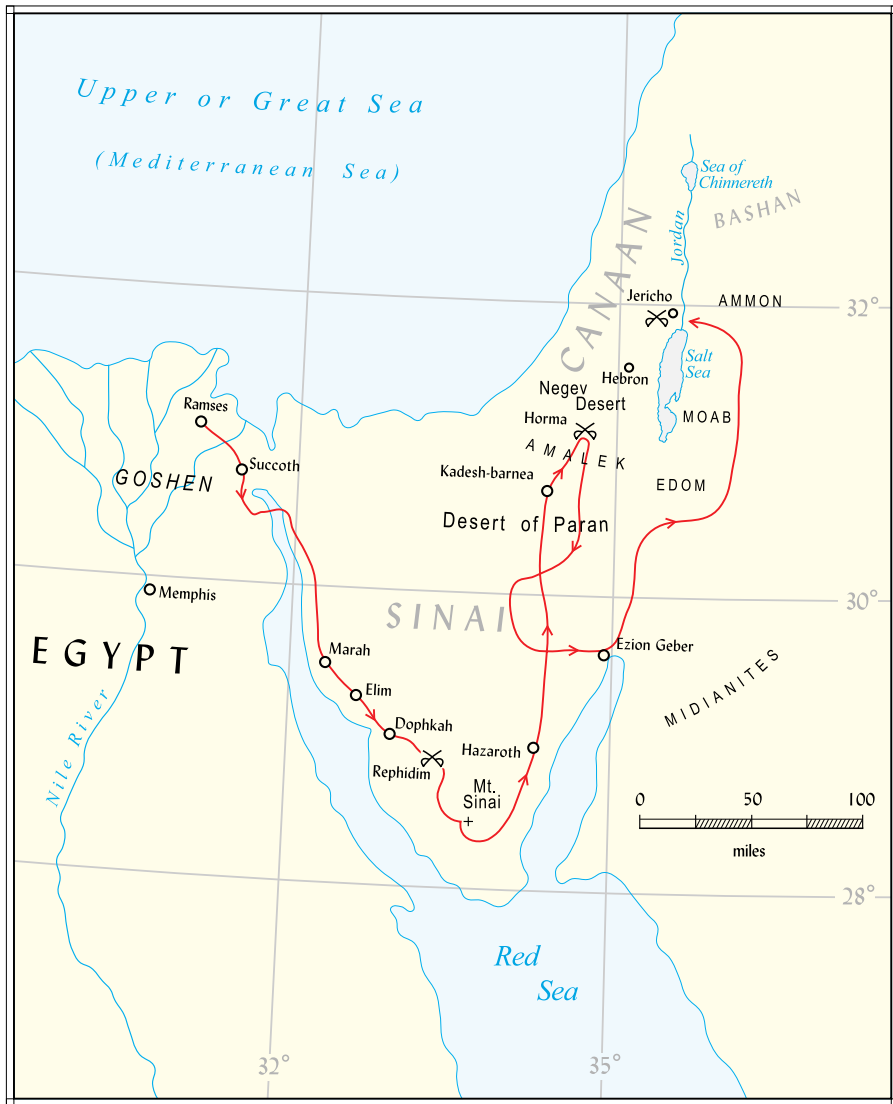 Upper or Great Sea
(Mediterranean Sea)
Sea of
Chinnereth
BASHAN
Jordan
CANAAN
Jericho
AMMON
32°
Salt
Sea
Hebron
Negev
Desert
Ramses
Horma
MOAB
AMALEK
Succoth
Kadesh-barnea
GOSHEN
EDOM
Desert of Paran
Memphis
30°
SINAI
EGYPT
Marah
Ezion Geber
MIDIANITES
Elim
Nile River
Dophkah
Hazaroth
Rephidim
Mt.
Sinai
0 50 100
miles
28°
Red
Sea
32°
35°